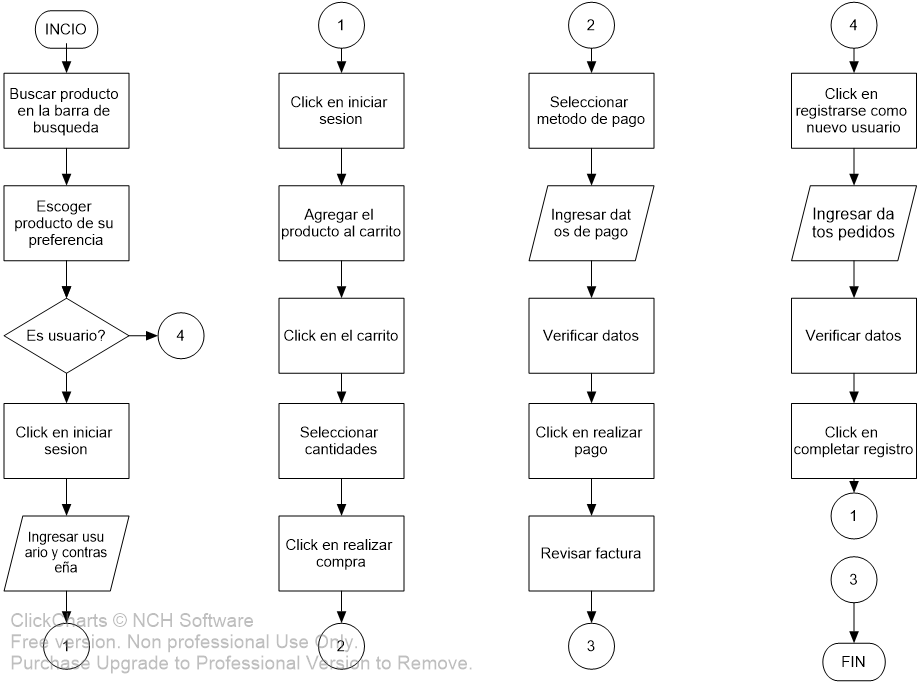 INCIO
Buscar producto
en la barra de
busqueda
Escoger
producto de su
preferencia
Es usuario?
4
Click en iniciar
sesion
Ingresar usu
ario y contras
eña
1
1
Click en iniciar
sesion
Agregar el
producto al carrito
Click en el carrito
Seleccionar
cantidades
Click en realizar
compra
2
2
Seleccionar
metodo de pago
Ingresar dat
os de pago
Verificar datos
Click en realizar
pago
Revisar factura
3
4
Click en
registrarse como
nuevo usuario
Ingresar da
tos pedidos
Verificar datos
Click en
completar registro
1
3
FIN
ClickCharts © NCH Software
Free version. Non professional Use Only.
Purchase Upgrade to Professional Version to Remove.